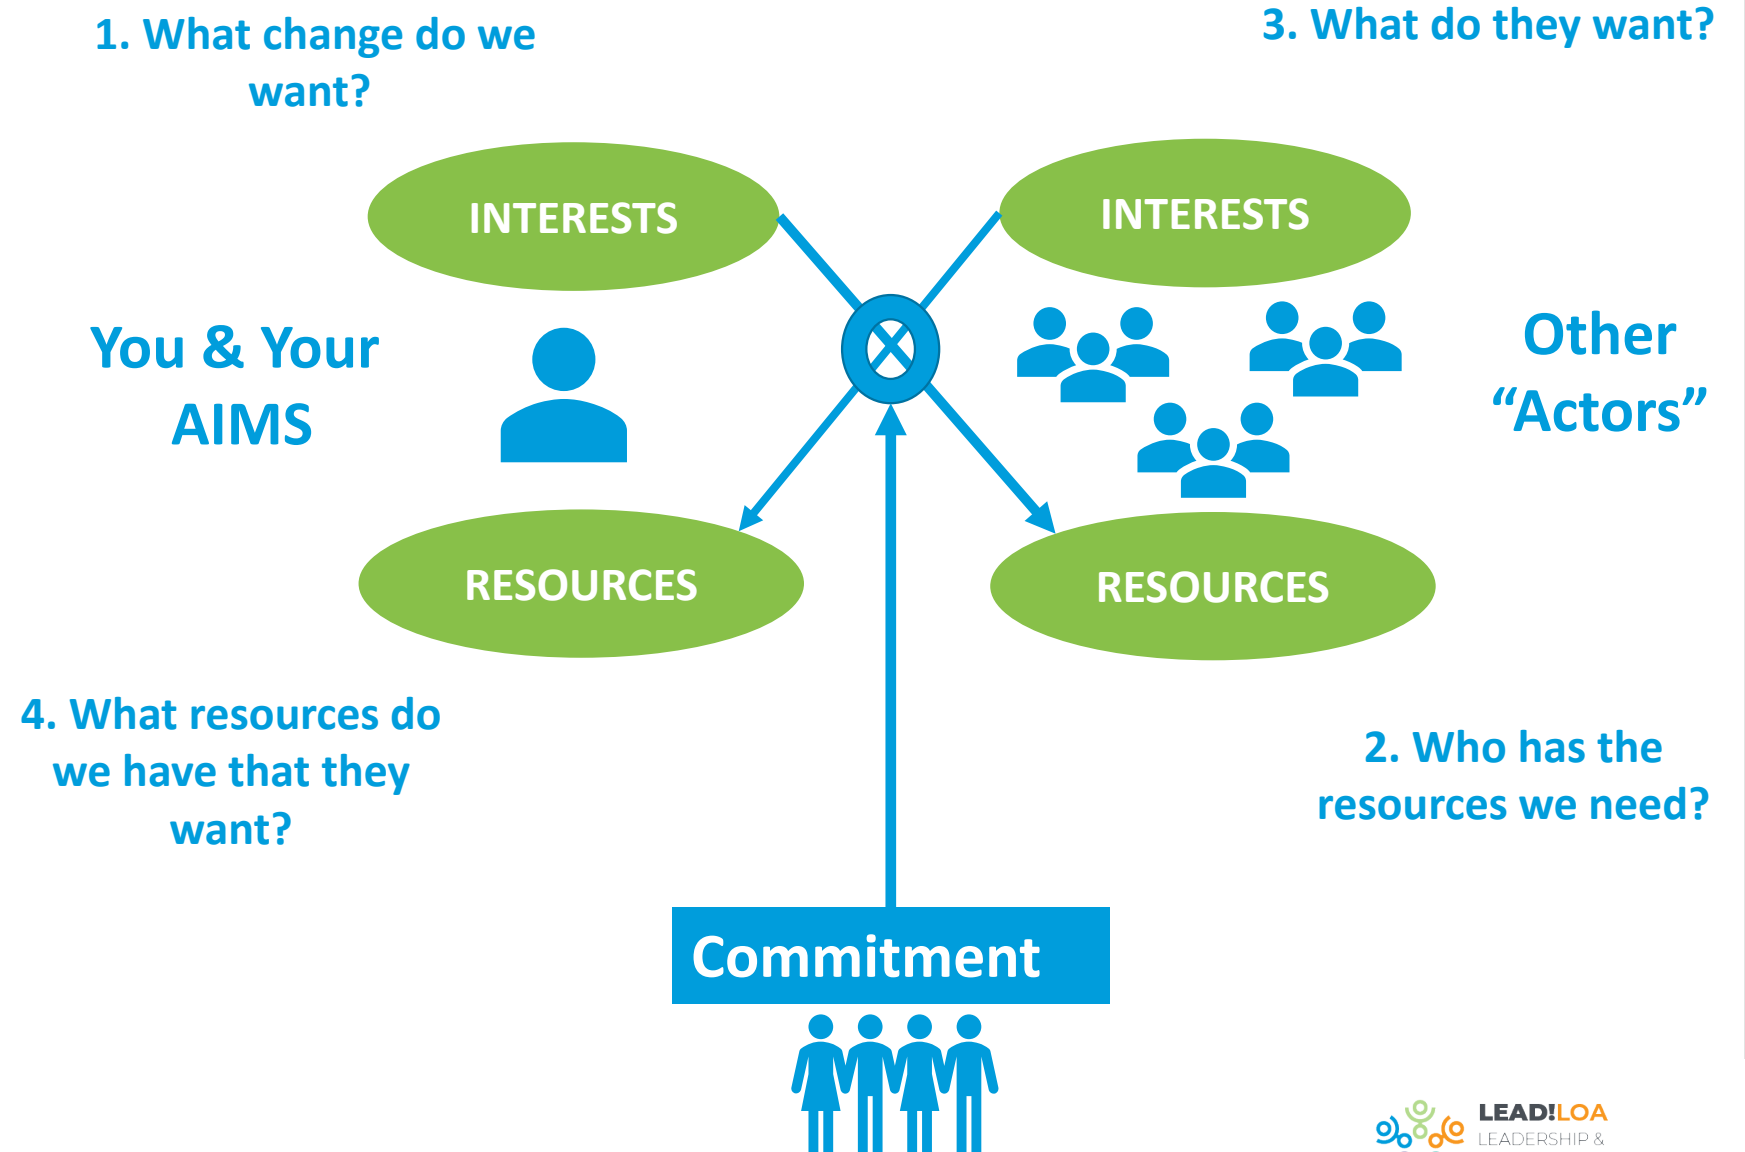 1. What change do we
want?
3. What do they want?
INTERESTS
INTERESTS
You & Your
AIMS
Other
“Actors”
RESOURCES
RESOURCES
4. What resources do
we have that they
want?
2. Who has the
resources we need?
Commitment
LEAD!LOA
LEADERSHIP &